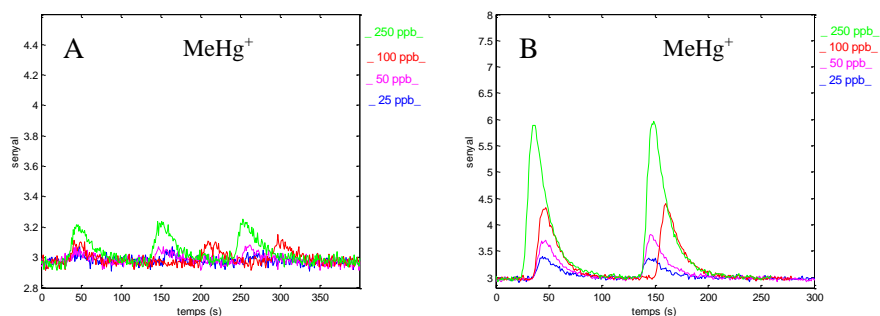 A
MeHg⁺
_ 250 ppb_
_ 100 ppb_
_ 50 ppb_
_ 25 ppb_
4.4
4.2
4
3.8
3.6
3.4
3.2
3
2.8
senyal
0 50 100 150 200 250 300 350
temps (s)
B
MeHg⁺
_ 250 ppb_
_ 100 ppb_
_ 50 ppb_
_ 25 ppb_
8
7.5
7
6.5
6
5.5
5
4.5
4
3.5
3
senyal
0 50 100 150 200 250 300
temps (s)